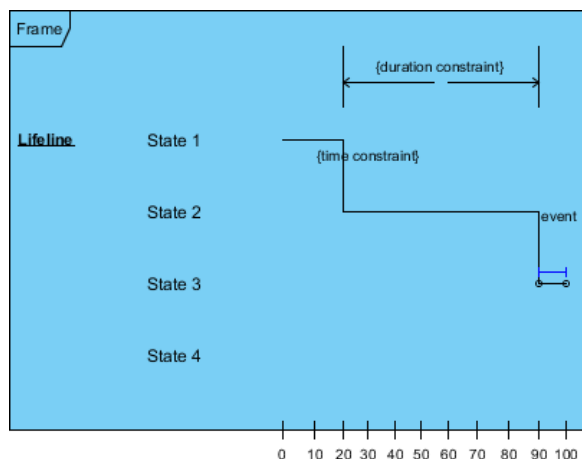 Frame
{duration constraint}
Lifeline
State 1
{time constraint}
State 2
event
State 3
State 4
0 10 20 30 40 50 60 70 80 90 100